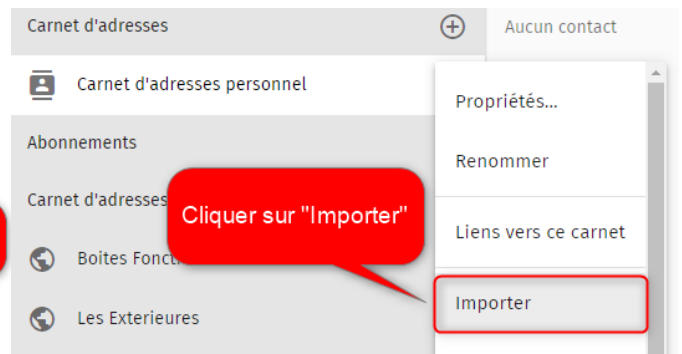 Carnet d'adresses
Aucun contact
Carnet d'adresses personnel
Propriétés...
Abonnements
Renommer
Carnet d'adresses
Cliquer sur "Importer"
Liens vers ce carnet
Boites
Importer
Les Exterieures